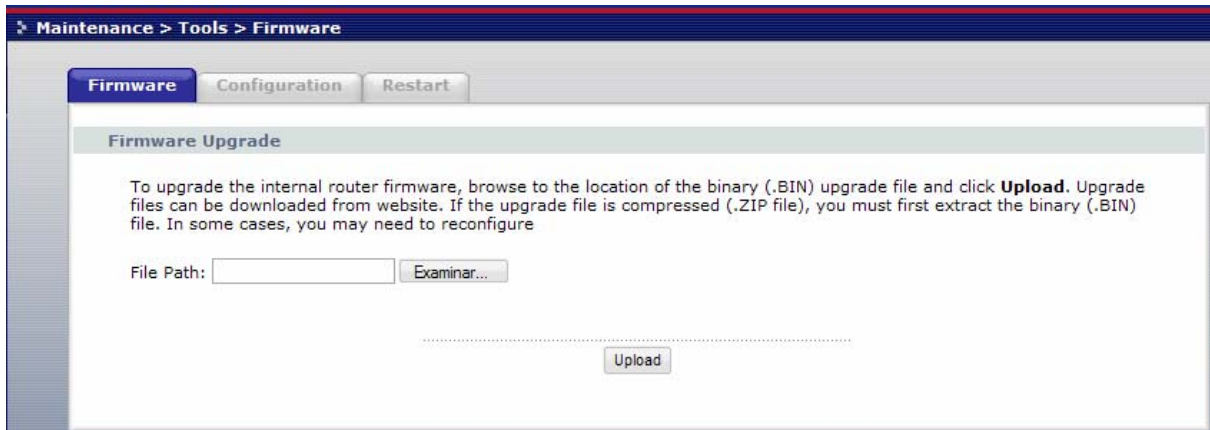 Maintenance > Tools > Firmware
Firmware Configuration Restart
Firmware Upgrade
To upgrade the internal router firmware, browse to the location of the binary (.BIN) upgrade file and click Upload. Upgrade
files can be downloaded from website. If the upgrade file is compressed (.ZIP file), you must first extract the binary (.BIN)
file. In some cases, you may need to reconfigure
File Path: Examinar...
Upload